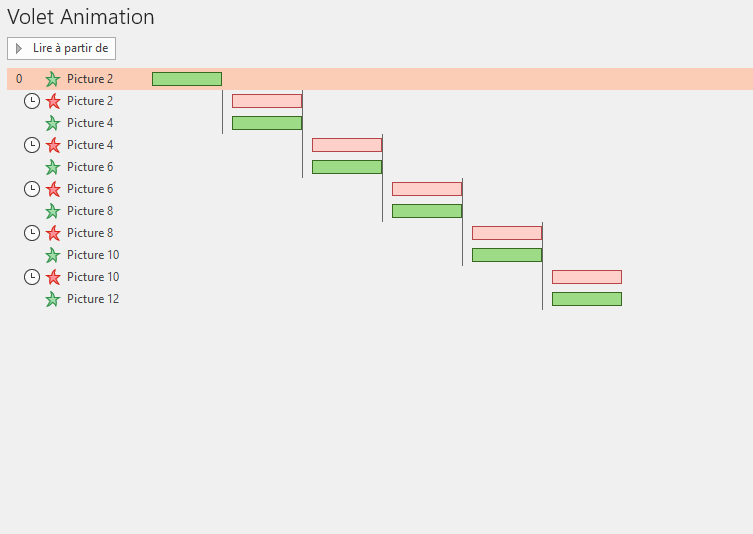 Volet Animation
Lire à partir de
0 Picture 2
Picture 2
Picture 4
Picture 4
Picture 6
Picture 6
Picture 8
Picture 8
Picture 10
Picture 10
Picture 12